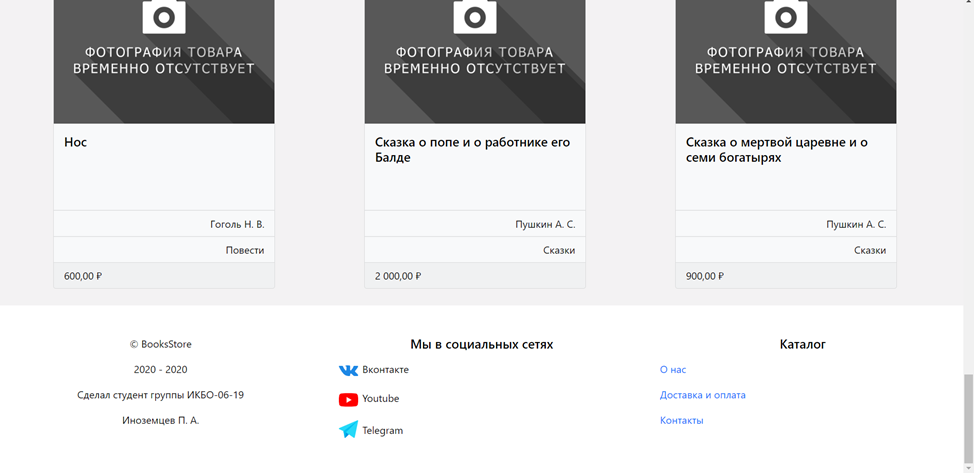 ФОТОГРАФИЯ ТОВАРА
ВРЕМЕННО ОТСУТСТВУЕТ
Нос
Гоголь Н. В.
Повести
600,00 ₽
ФОТОГРАФИЯ ТОВАРА
ВРЕМЕННО ОТСУТСТВУЕТ
Сказка о попе и о работнике его
Балде
Пушкин А. С.
Сказки
2 000,00 ₽
ФОТОГРАФИЯ ТОВАРА
ВРЕМЕННО ОТСУТСТВУЕТ
Сказка о мертвой царевне и о
семи богатырях
Пушкин А. С.
Сказки
900,00 ₽
© BooksStore
2020 - 2020
Сделал студент группы ИКБО-06-19
Иноземцев П. А.
Мы в социальных сетях
Вконтакте
Youtube
Telegram
Каталог
О нас
Доставка и оплата
Контакты